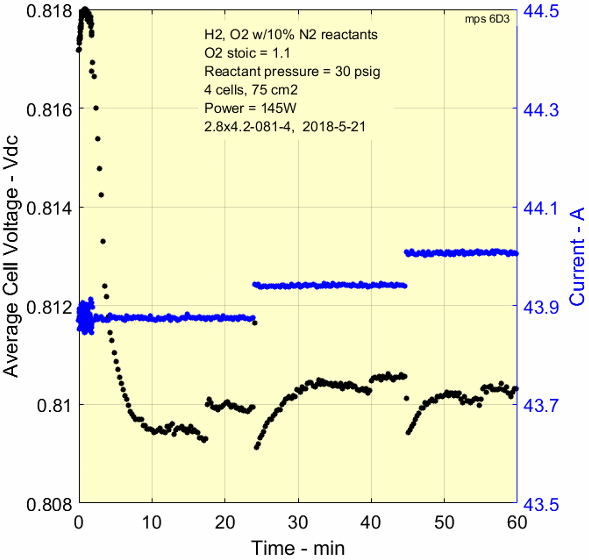 mps 6D3
H2, O2 w/10% N2 reactants
O2 stoic = 1.1
Reactant pressure = 30 psig
4 cells, 75 cm2
Power = 145W
2.8x4.2-081-4,  2018-5-21
Average Cell Voltage - Vdc
0.818
0.816
0.814
0.812
0.81
0.808
44.5
44.3
44.1
43.9
43.7
43.5
Current - A
0 10 20 30 40 50 60
Time - min